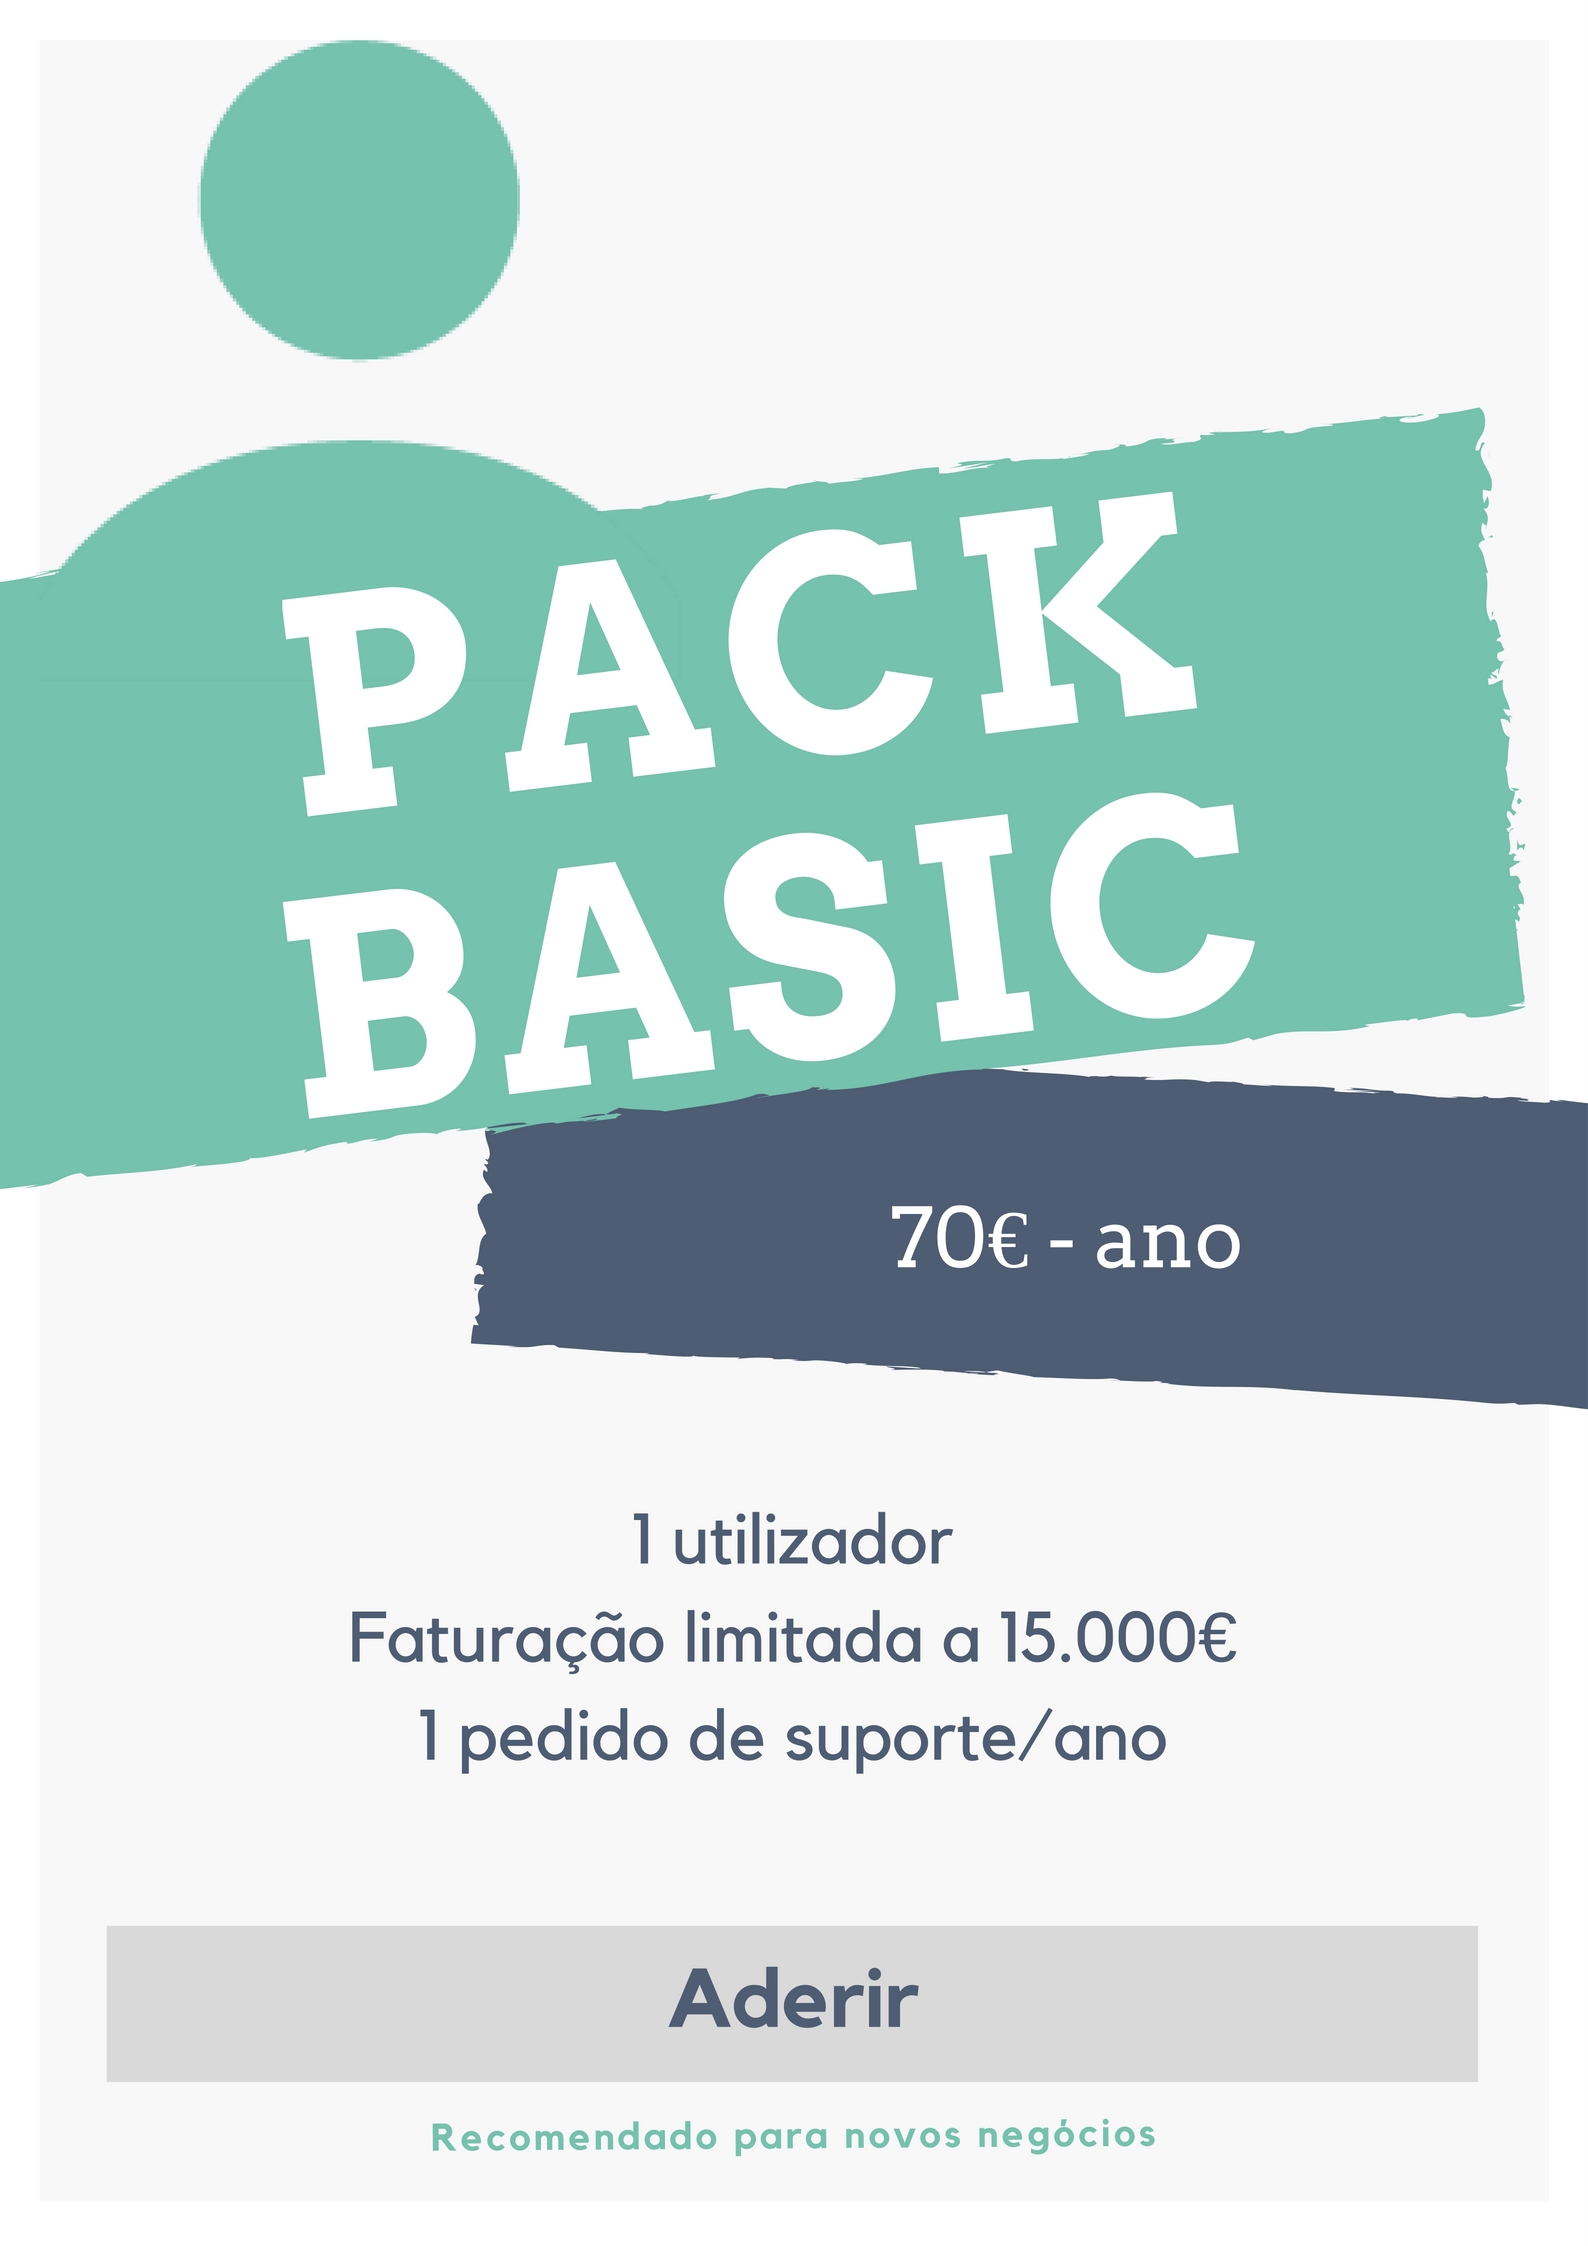 PACK
BASIC
70€ - ano
1 utilizador
Faturação limitada a 15.000€
1 pedido de suporte/ano
Aderir
Recomendado para novos negócios